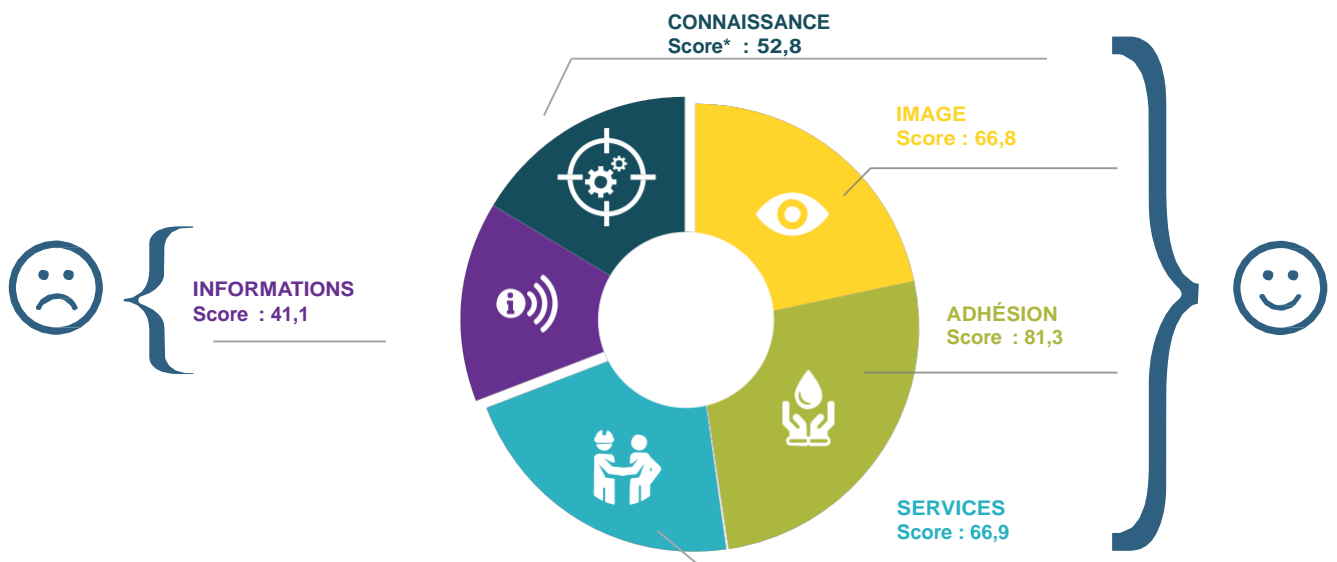 CONNAISSANCE
Score* : 52,8
IMAGE
Score : 66,8
INFORMATIONS
Score : 41,1
ADHÉSION
Score : 81,3
SERVICES
Score : 66,9